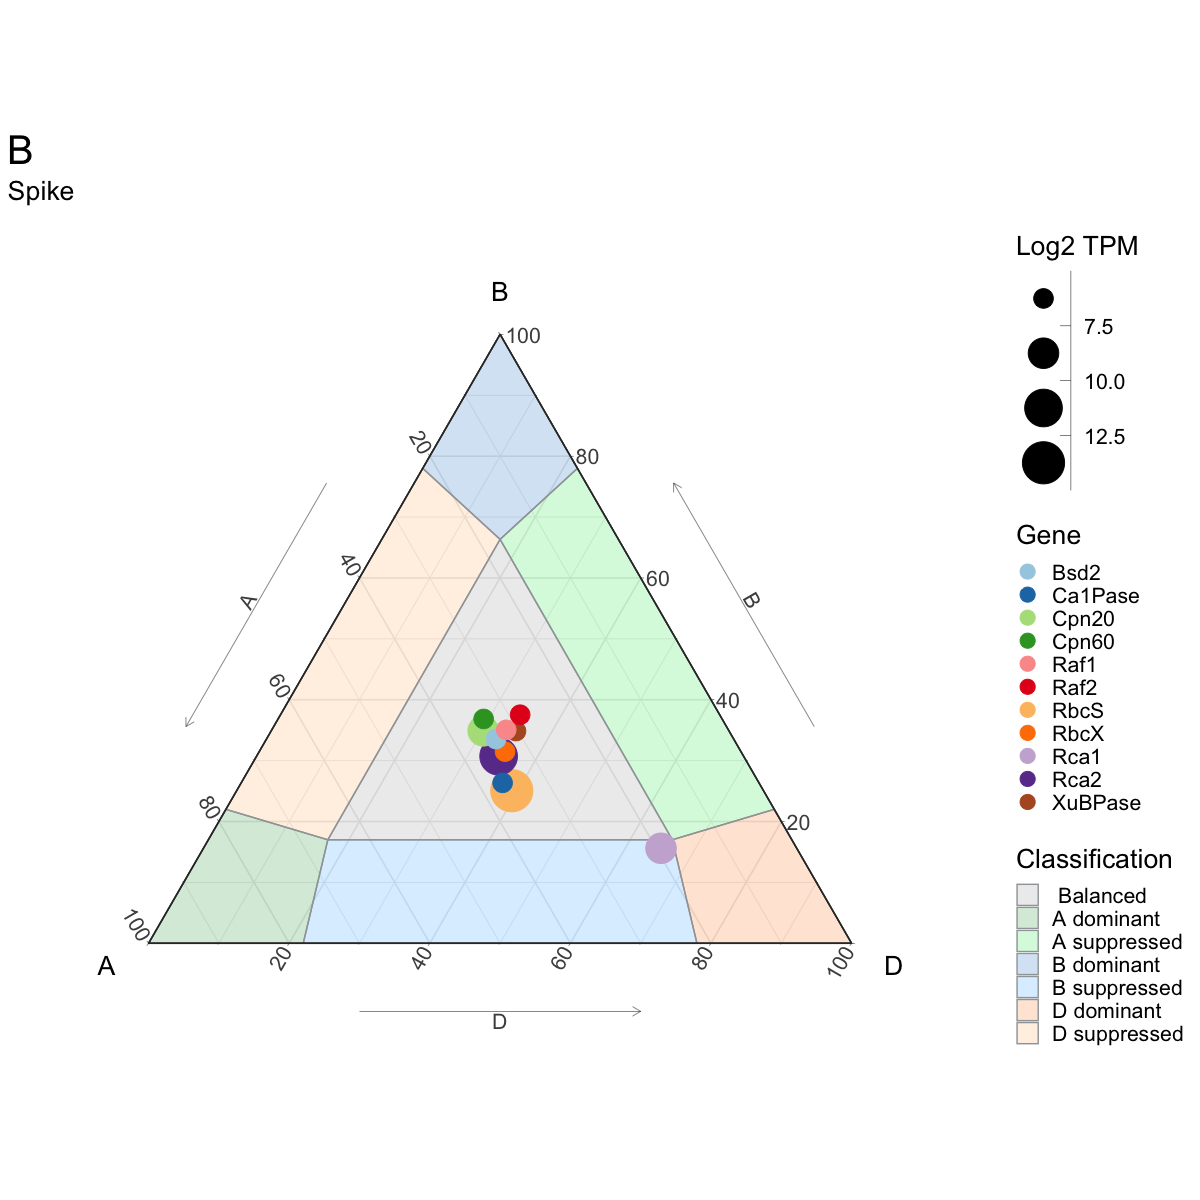 B
Spike
B
100
20
80
40
60
A
B
60
40
80
20
100
A
20
40
60
80
100
D
D
Log2 TPM
7.5
10.0
12.5
Gene
Bsd2
Ca1Pase
Cpn20
Cpn60
Raf1
Raf2
RbcS
RbcX
Rca1
Rca2
XuBPase
Classification
Balanced
A dominant
A suppressed
B dominant
B suppressed
D dominant
D suppressed